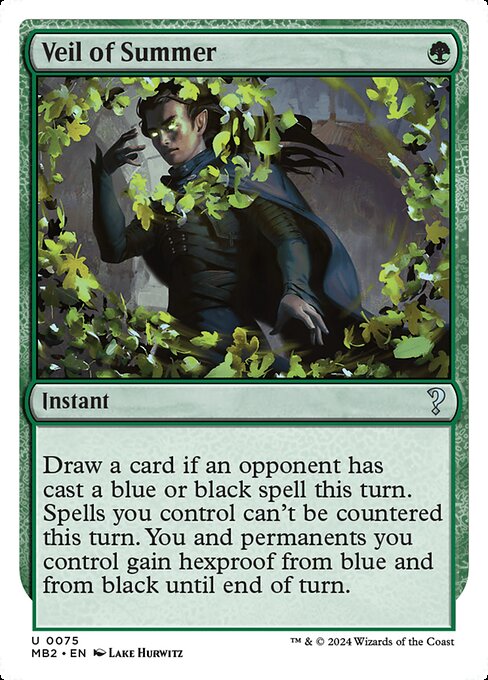 Veil of Summer
Instant
Draw a card if an opponent has
cast a blue or black spell this turn.
Spells you control can't be countered
this turn. You and permanents you
control gain hexproof from blue and
from black until end of turn.
U 0075
MB2 • EN Lake Hurwitz
™ & © 2024 Wizards of the Coast